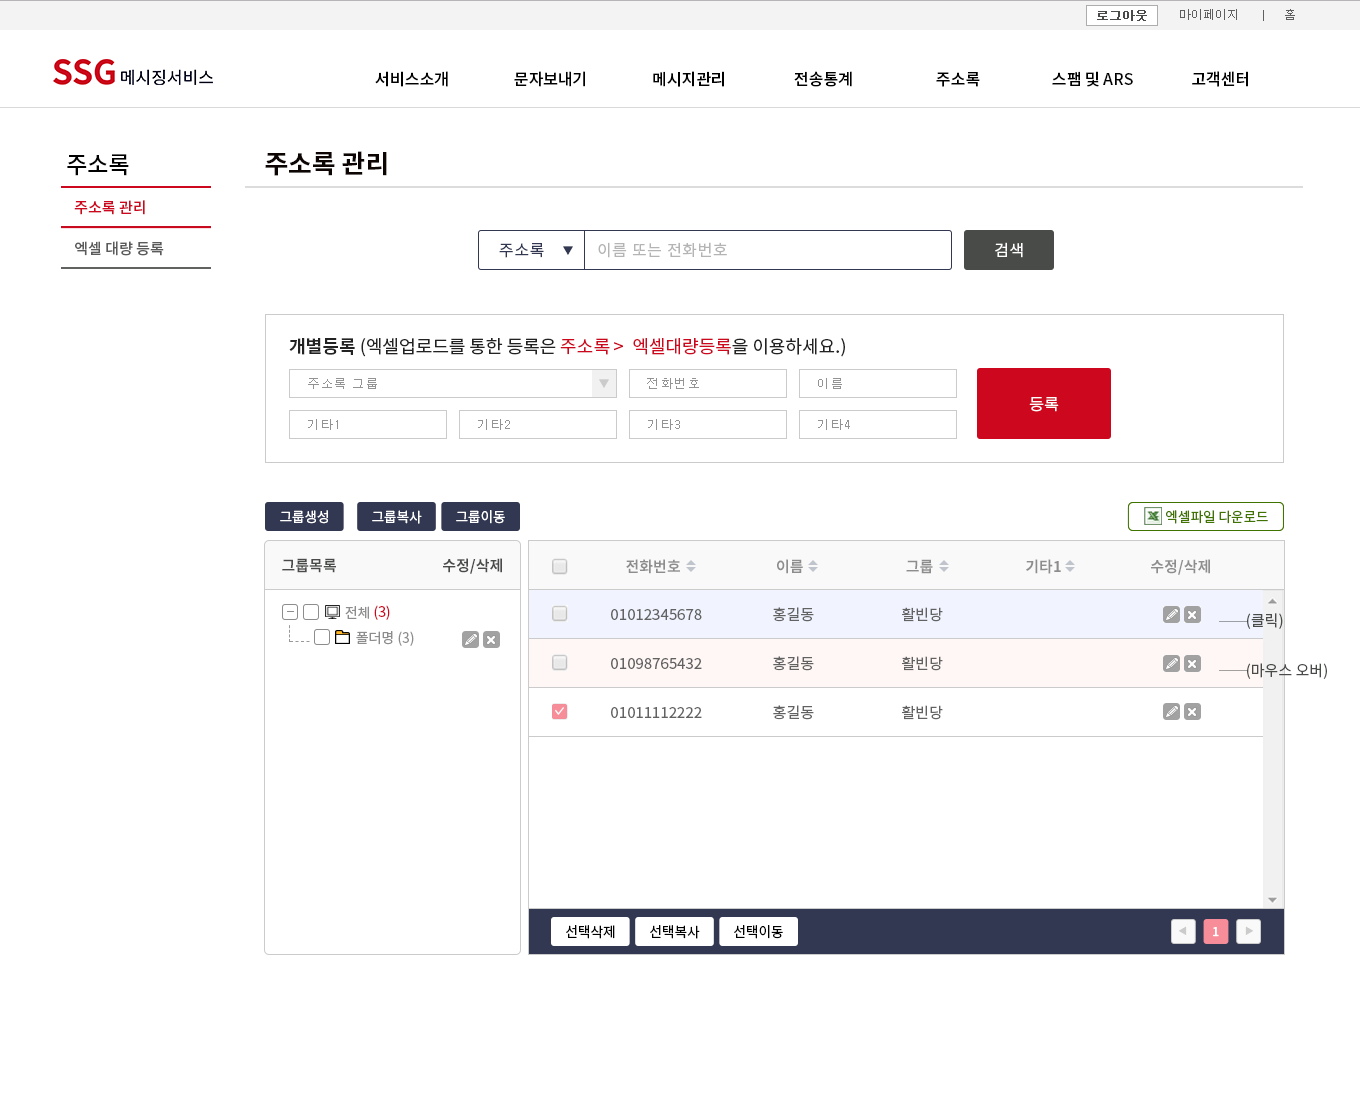 로그아웃 마이페이지 | 홈
SSG 메시징서비스 서비스소개 문자보내기 메시지관리 전송통계 주소록 스팸 및 ARS 고객센터
주소록
주소록 관리
엑셀 대량 등록
주소록 관리
주소록 ▼ 이름 또는 전화번호 검색
개별등록 (엑셀업로드를 통한 등록은 주소록 > 엑셀대량등록을 이용하세요.)
주소록 그룹 ▼ 전화번호 이름
등록
기타1 기타2 기타3 기타4
그룹생성 그룹복사 그룹이동 엑셀파일 다운로드
그룹목록 수정/삭제
전체 (3)
폴더명 (3)
전화번호 이름 그룹 기타1 수정/삭제
01012345678 홍길동 활빈당 (클릭)
01098765432 홍길동 활빈당 (마우스 오버)
01011112222 홍길동 활빈당
선택삭제 선택복사 선택이동 ◀ 1 ▶